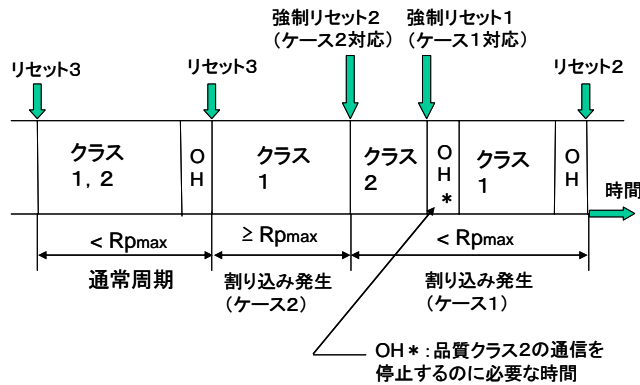 強制リセット2
（ケース2対応）
強制リセット1
（ケース1対応）
リセット3
リセット3
リセット2
クラス
1, 2
OH
クラス
1
クラス
2
OH*
クラス
1
OH
時間
< Rpmax
≥ Rpmax
< Rpmax
通常周期
割り込み発生
（ケース2）
割り込み発生
（ケース1）
OH＊：品質クラス2の通信を
停止するのに必要な時間